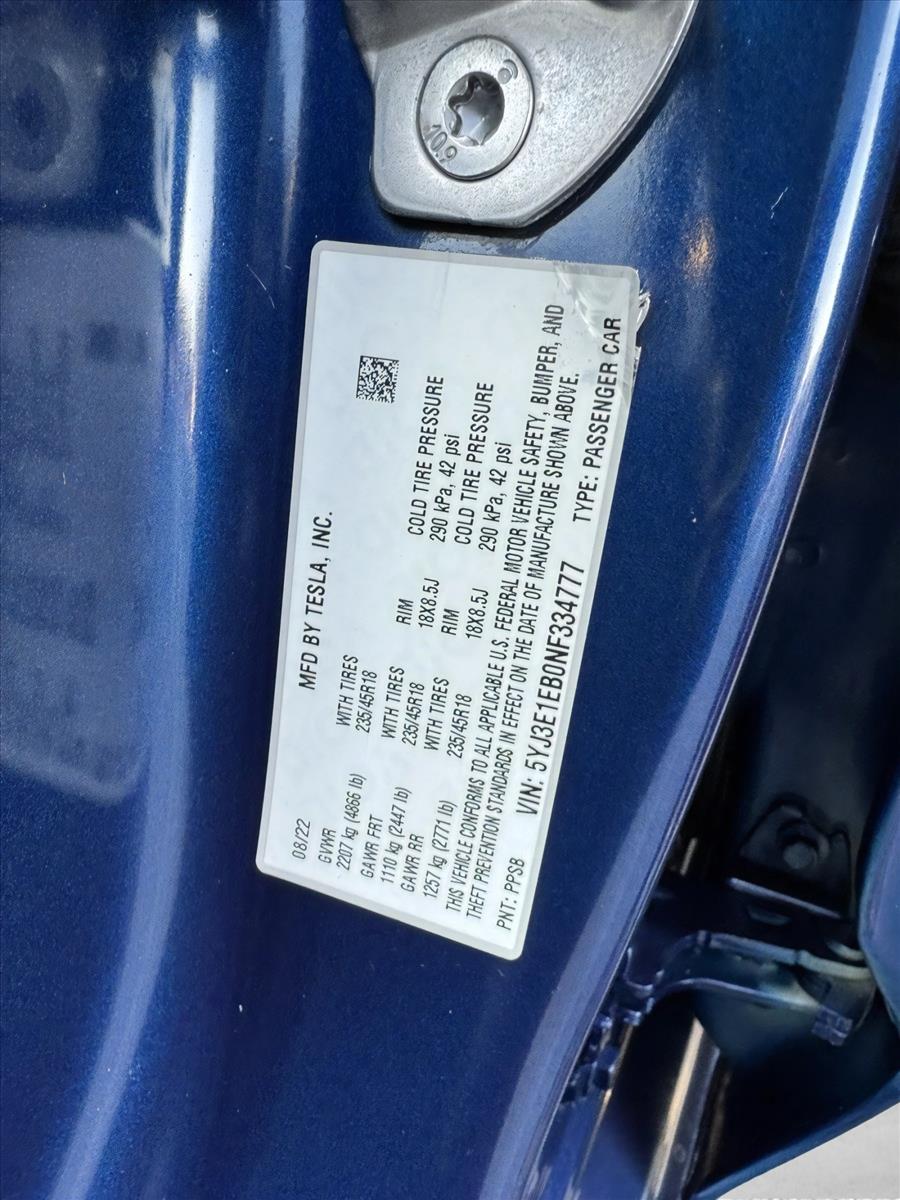 10.9
MFD BY TESLA, INC.
08/22
GVWR WITH TIRES RIM COLD TIRE PRESSURE
2207 kg (4866 lb) 235/45R18 18X8.5J 290 kPa, 42 psi
GAWR FRT WITH TIRES RIM COLD TIRE PRESSURE
1110 kg (2447 lb) 235/45R18 18X8.5J 290 kPa, 42 psi
GAWR RR WITH TIRES
1257 kg (2771 lb) 235/45R18
THIS VEHICLE CONFORMS TO ALL APPLICABLE U.S. FEDERAL MOTOR VEHICLE SAFETY, BUMPER, AND
THEFT PREVENTION STANDARDS IN EFFECT ON THE DATE OF MANUFACTURE SHOWN ABOVE.
PNT: PPSB VIN: 5YJ3E1EB0NF334777 TYPE: PASSENGER CAR